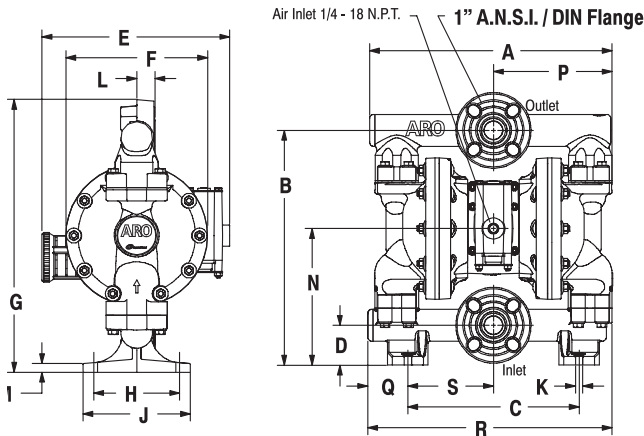 Air Inlet 1/4 - 18 N.P.T.
1” A.N.S.I. / DIN Flange
E
F
L
A
P
Outlet
ARO
B
ARO
N
G
D
Inlet
I
H
J
Q
S
K
C
R